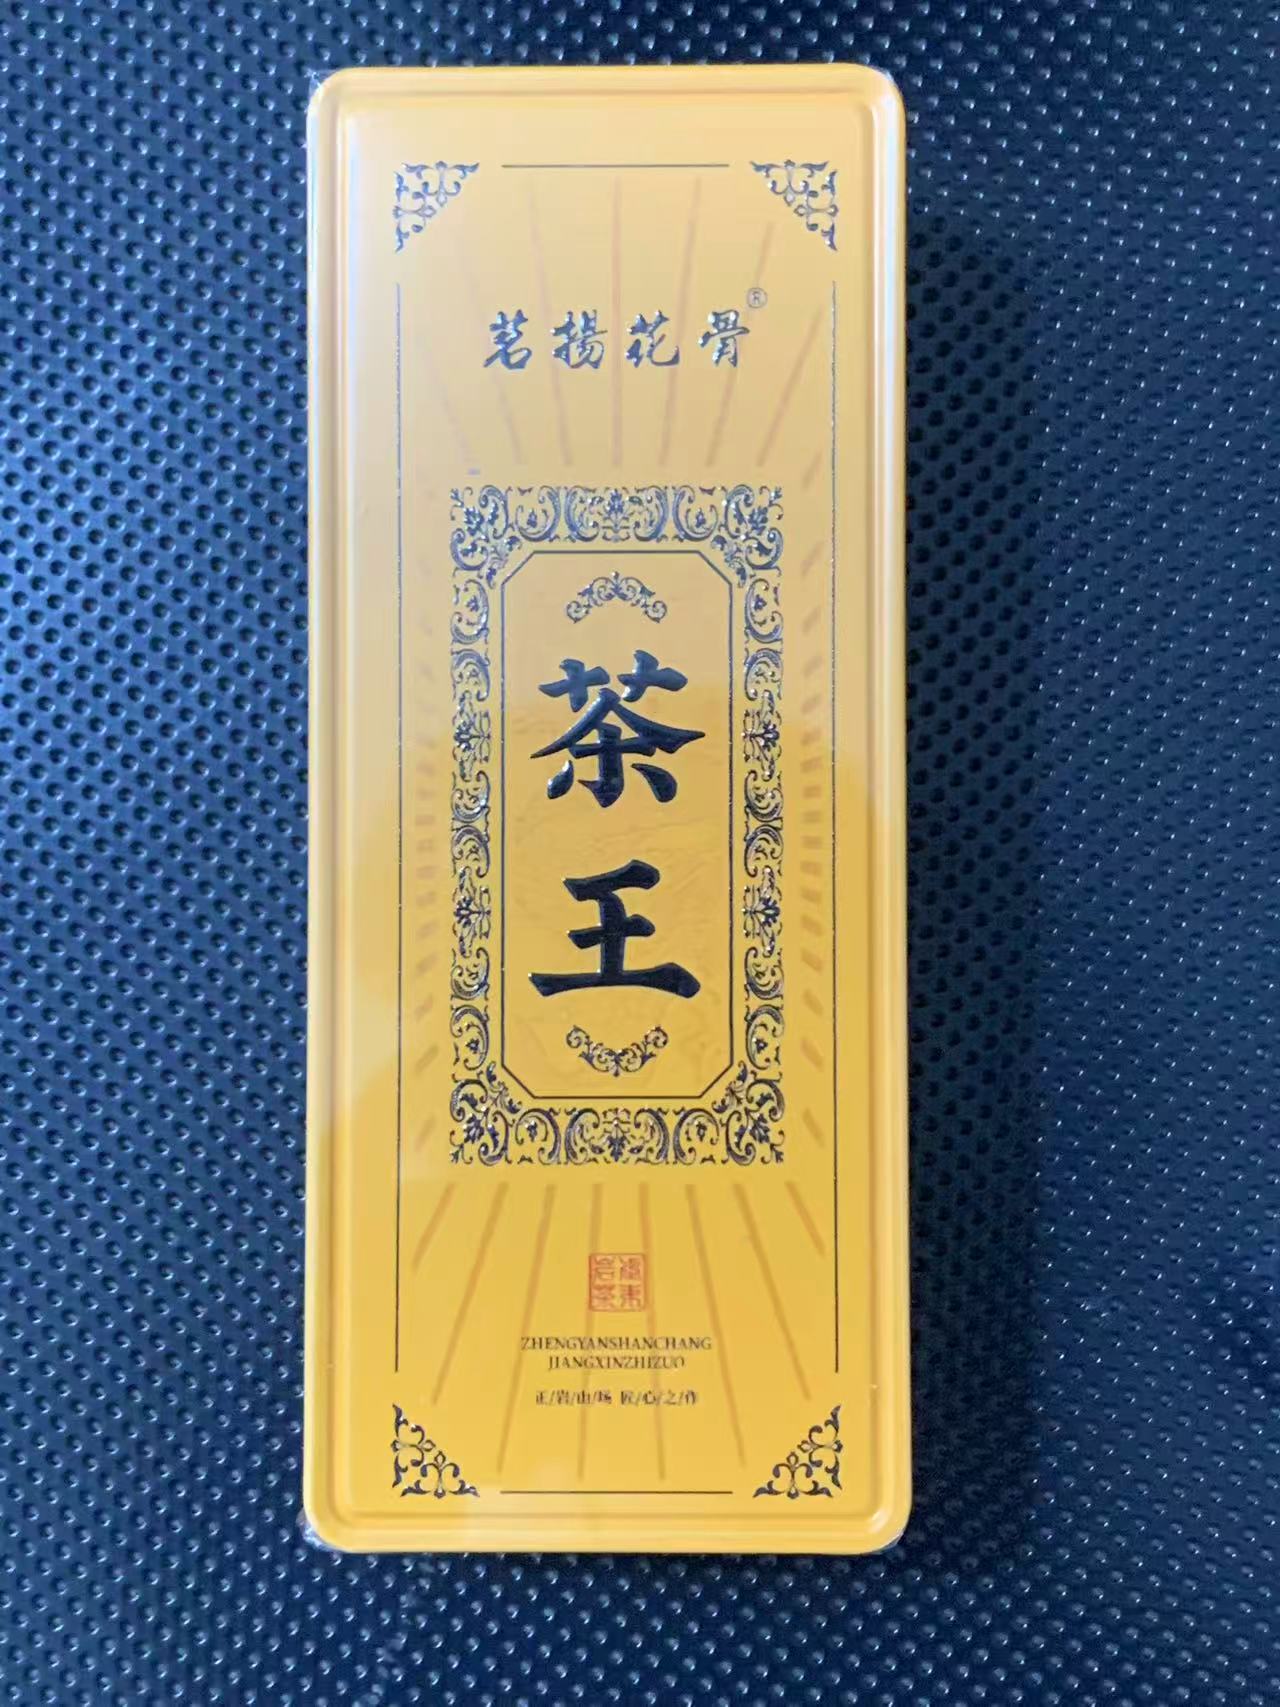 茗揚花骨®
茶王
ZHENGYANSHANCHANG
JIANGXINZHIZUO
正/岩/山/场 匠/心/之/作